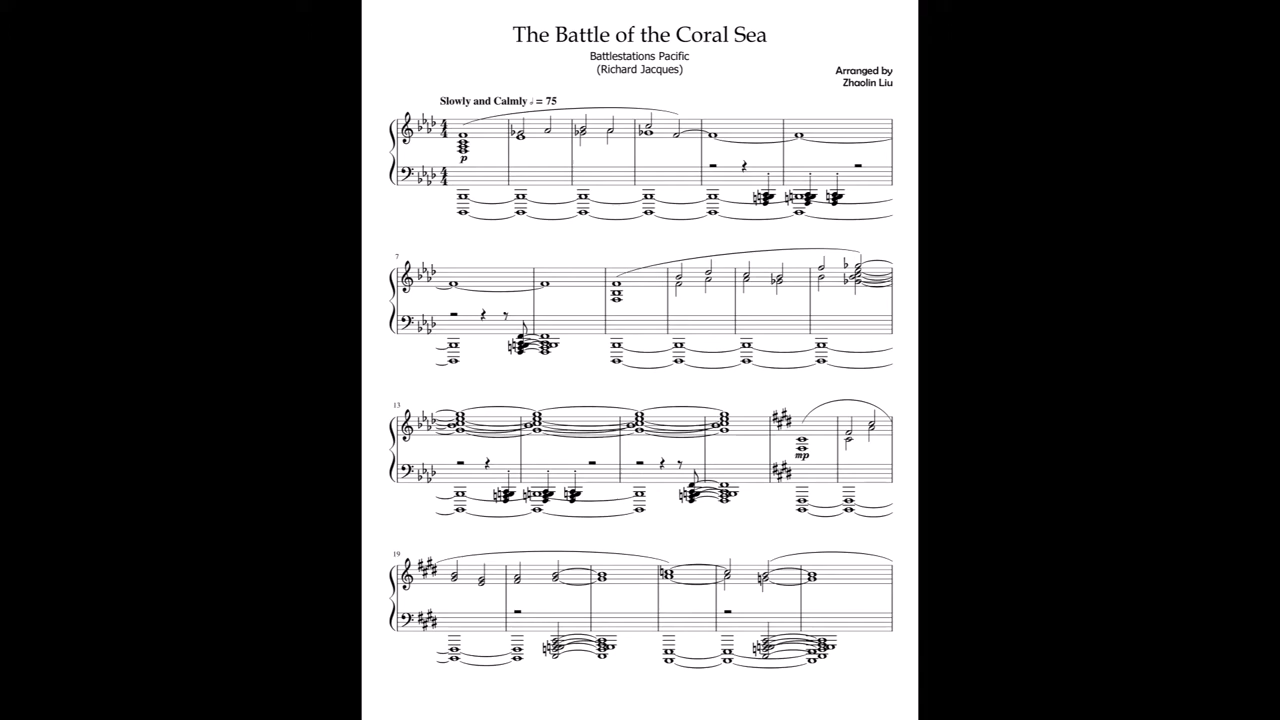 The Battle of the Coral Sea
Battlestations Pacific
(Richard Jacques)
Arranged by
Zhaolin Liu
Slowly and Calmly 𝅗𝅥 = 75
p
7
13
mp
19